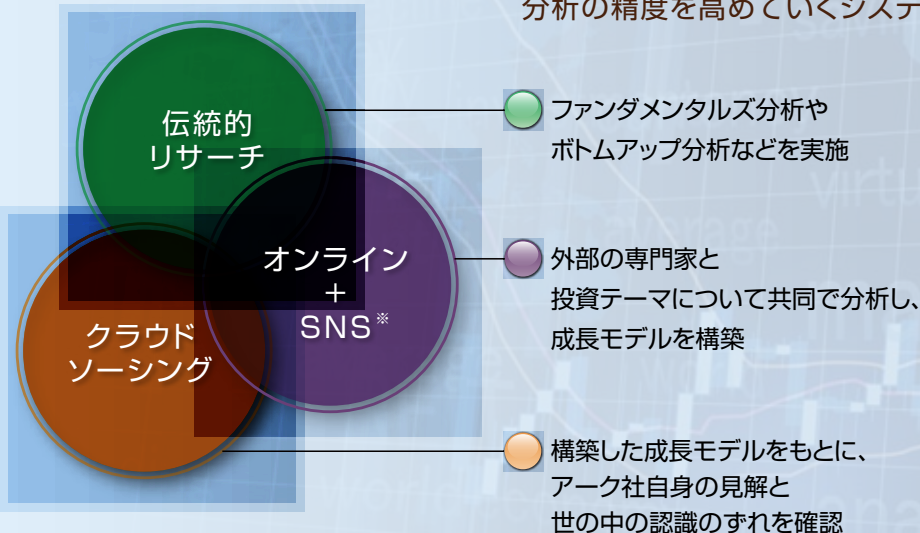 分析の精度を高めていくシステ
伝統的
リサーチ
ファンダメンタルズ分析や
ボトムアップ分析などを実施
オンライン
+
SNS※
外部の専門家と
投資テーマについて共同で分析し、
成長モデルを構築
クラウド
ソーシング
構築した成長モデルをもとに、
アーク社自身の見解と
世の中の認識のずれを確認